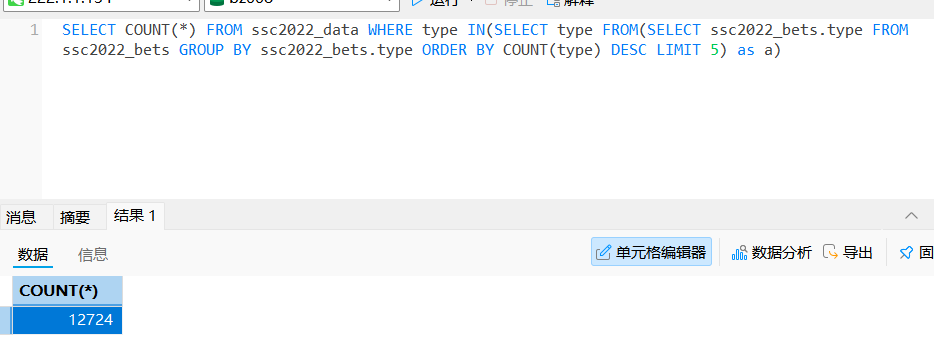 运行
停止
解释
1 SELECT COUNT(*) FROM ssc2022_data WHERE type IN(SELECT type FROM(SELECT ssc2022_bets.type FROM
ssc2022_bets GROUP BY ssc2022_bets.type ORDER BY COUNT(type) DESC LIMIT 5) as a)
消息 摘要 结果 1
数据 信息 单元格编辑器 数据分析 导出
COUNT(*)
12724